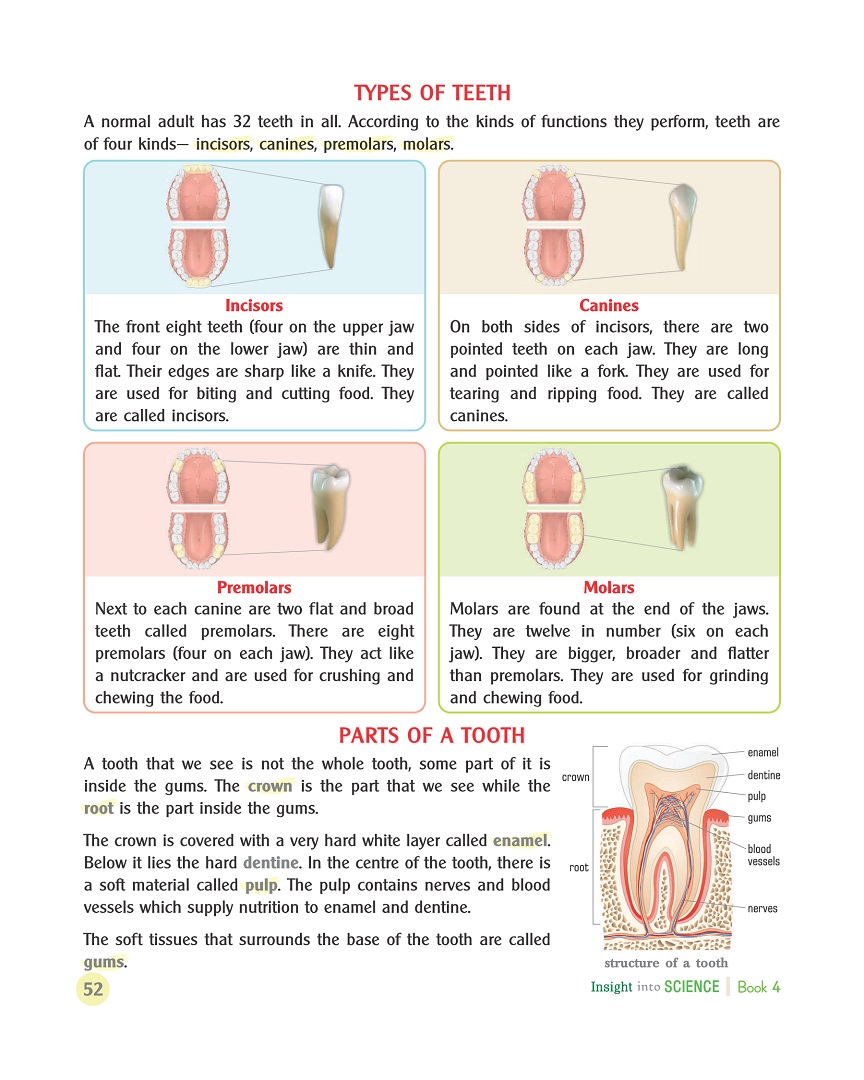 TYPES OF TEETH
A normal adult has 32 teeth in all. According to the kinds of functions they perform, teeth are
of four kinds— incisors, canines, premolars, molars.
Incisors
The front eight teeth (four on the upper jaw
and four on the lower jaw) are thin and
flat. Their edges are sharp like a knife. They
are used for biting and cutting food. They
are called incisors.
Canines
On both sides of incisors, there are two
pointed teeth on each jaw. They are long
and pointed like a fork. They are used for
tearing and ripping food. They are called
canines.
Premolars
Next to each canine are two flat and broad
teeth called premolars. There are eight
premolars (four on each jaw). They act like
a nutcracker and are used for crushing and
chewing the food.
Molars
Molars are found at the end of the jaws.
They are twelve in number (six on each
jaw). They are bigger, broader and flatter
than premolars. They are used for grinding
and chewing food.
PARTS OF A TOOTH
A tooth that we see is not the whole tooth, some part of it is
inside the gums. The crown is the part that we see while the
root is the part inside the gums.
The crown is covered with a very hard white layer called enamel.
Below it lies the hard dentine. In the centre of the tooth, there is
a soft material called pulp. The pulp contains nerves and blood
vessels which supply nutrition to enamel and dentine.
The soft tissues that surrounds the base of the tooth are called
gums.
crown
root
enamel
dentine
pulp
gums
blood
vessels
nerves
structure of a tooth
52
Insight into SCIENCE Book 4